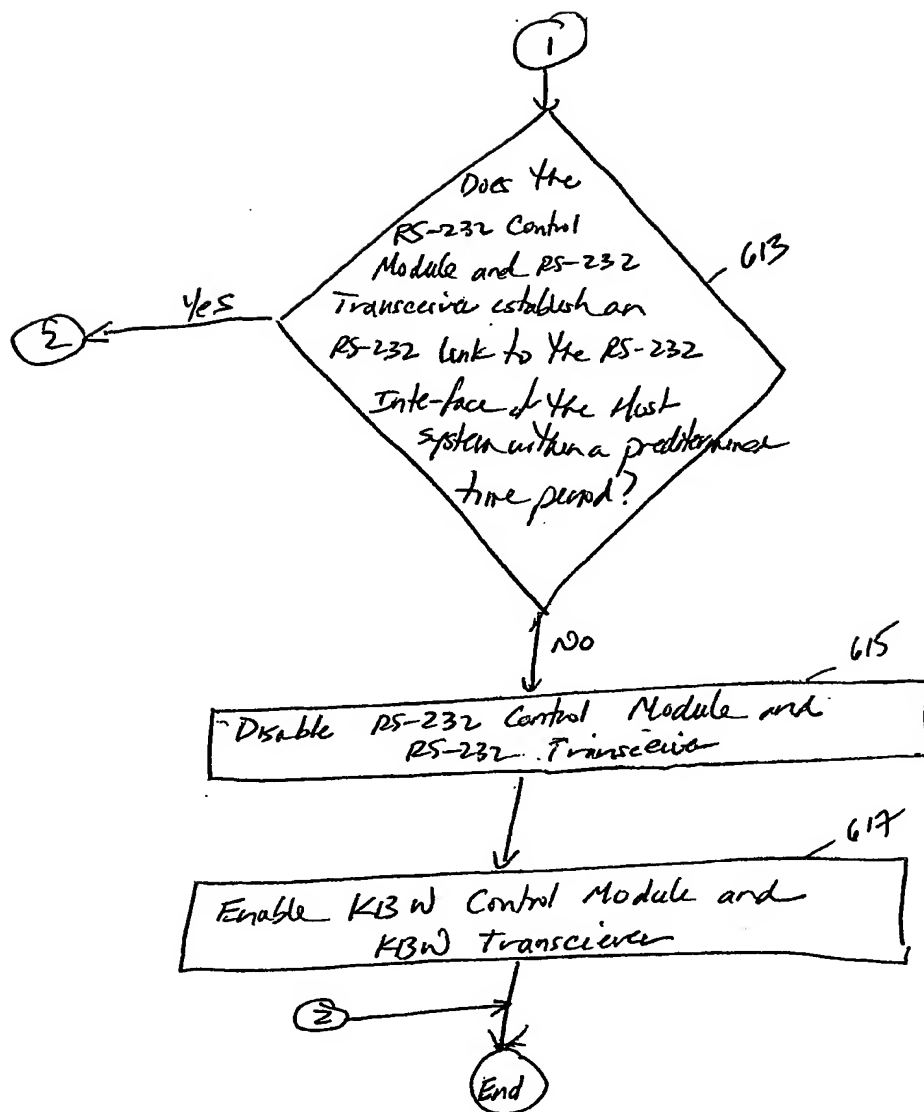 1
Does the
RS-232 Control
Module and RS-232
Transceiver establish an
RS-232 link to the RS-232
Interface of the Host
system within a predetermined
time period?
613
Yes
2
No
615
Disable RS-232 Control Module and
RS-232 Transceiver
617
Enable KBW Control Module and
KBW Transciever
2
End